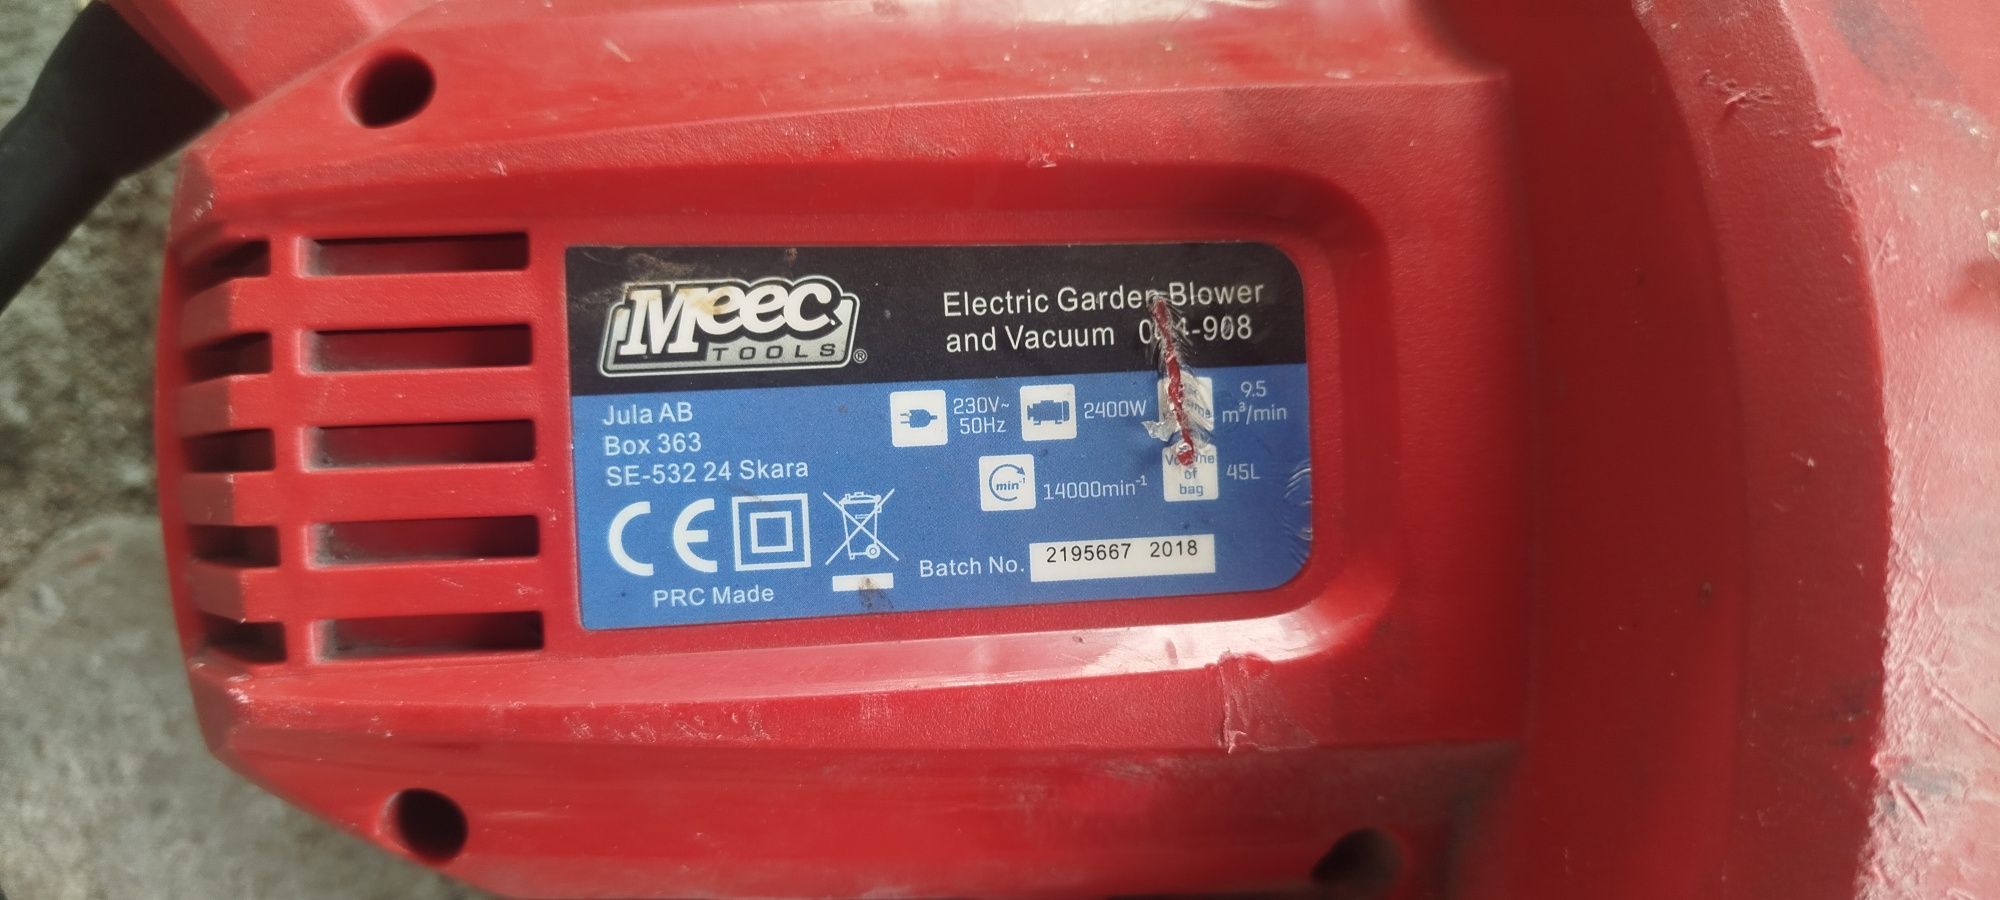 Meec
TOOLS ®
Electric Garden Blower
and Vacuum
Jula AB
Box 363
SE-532 24 Skara
230V~
50Hz
2400W
9.5
m³/min
min⁻¹
14000min⁻¹
Volume
of
bag
45L
CE
PRC Made
Batch No. 2195667 2018